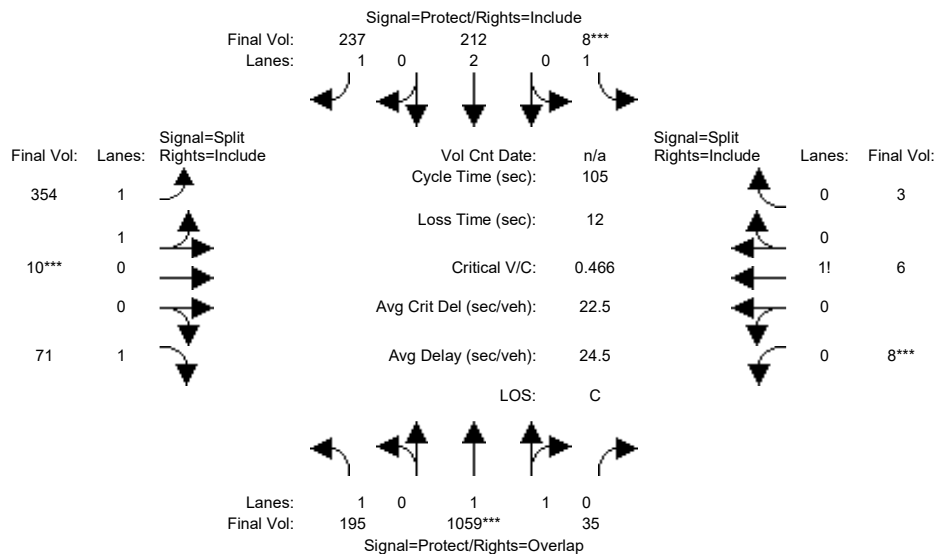 Signal=Protect/Rights=Include
Final Vol: 237 212 8***
Lanes: 1 0 2 0 1
Signal=Split
Final Vol: Lanes: Rights=Include
Vol Cnt Date: n/a
Signal=Split
Rights=Include Lanes: Final Vol:
Cycle Time (sec): 105
354 1
0 3
Loss Time (sec): 12
1
0
10*** 0
Critical V/C: 0.466
1! 6
0
Avg Crit Del (sec/veh): 22.5
0
71 1
Avg Delay (sec/veh): 24.5
0 8***
LOS: C
Lanes: 1 0 1 1 0
Final Vol: 195 1059*** 35
Signal=Protect/Rights=Overlap